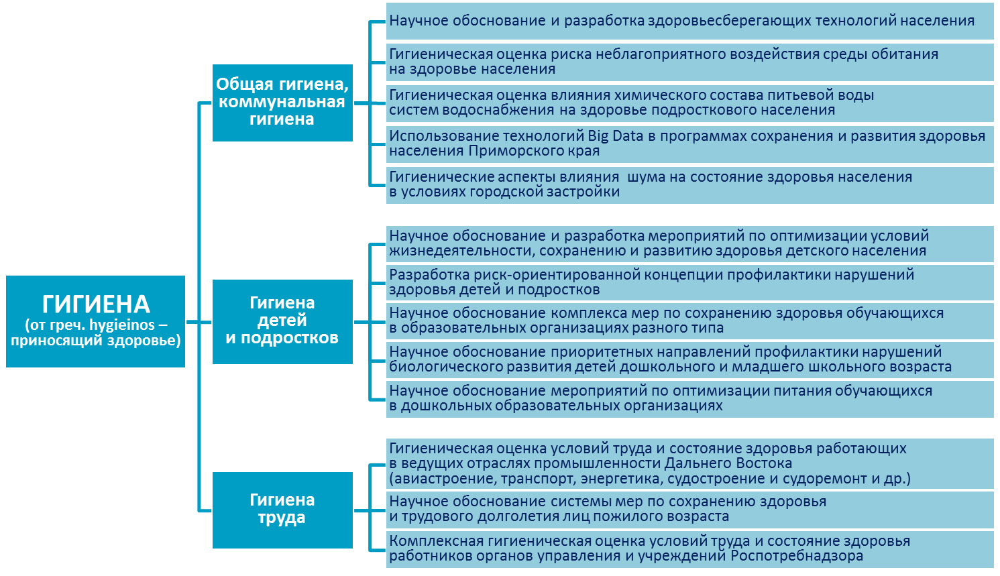 ГИГИЕНА
(от греч. hygieinos –
приносящий здоровье)
Общая гигиена,
коммунальная
гигиена
Научное обоснование и разработка здоровьесберегающих технологий населения
Гигиеническая оценка риска неблагоприятного воздействия среды обитания
на здоровье населения
Гигиеническая оценка влияния химического состава питьевой воды
систем водоснабжения на здоровье подросткового населения
Использование технологий Big Data в программах сохранения и развития здоровья
населения Приморского края
Гигиенические аспекты влияния  шума на состояние здоровья населения
в условиях городской застройки
Гигиена
детей
и подростков
Научное обоснование и разработка мероприятий по оптимизации условий
жизнедеятельности, сохранению и развитию здоровья детского населения
Разработка риск-ориентированной концепции профилактики нарушений
здоровья детей и подростков
Научное обоснование комплекса мер по сохранению здоровья обучающихся
в образовательных организациях разного типа
Научное обоснование приоритетных направлений профилактики нарушений
биологического развития детей дошкольного и младшего школьного возраста
Научное обоснование мероприятий по оптимизации питания обучающихся
в дошкольных образовательных организациях
Гигиена
труда
Гигиеническая оценка условий труда и состояние здоровья работающих
в ведущих отраслях промышленности Дальнего Востока
(авиастроение, транспорт, энергетика, судостроение и судоремонт и др.)
Научное обоснование системы мер по сохранению здоровья
и трудового долголетия лиц пожилого возраста
Комплексная гигиеническая оценка условий труда и состояние здоровья
работников органов управления и учреждений Роспотребнадзора